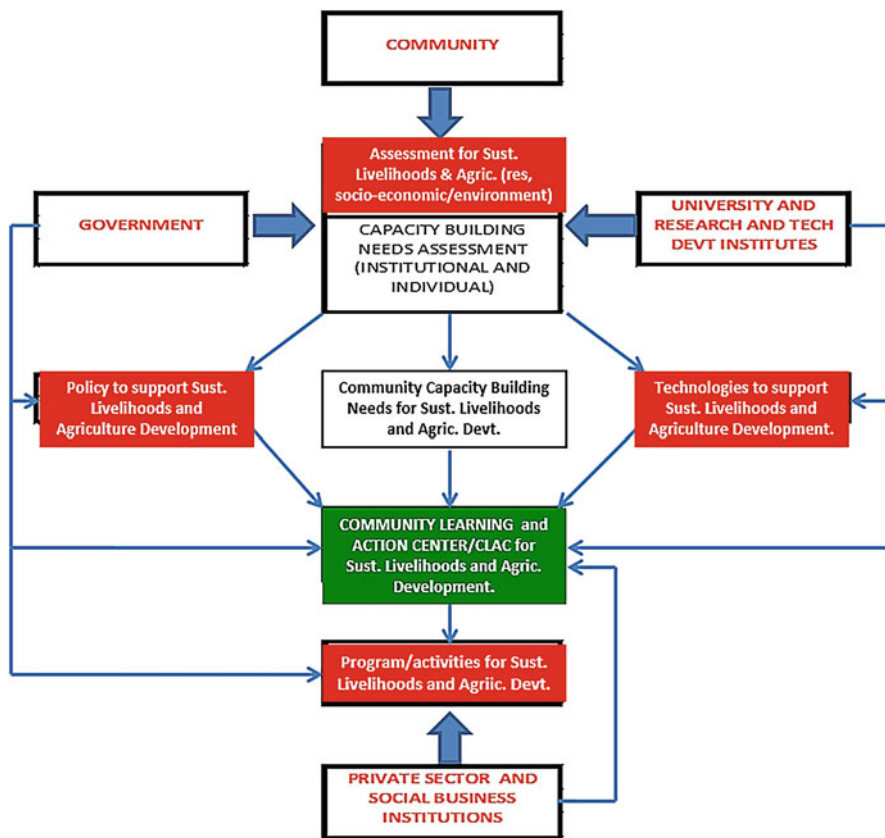 COMMUNITY
Assessment for Sust.
Livelihoods & Agric. (res,
socio-economic/environment)
GOVERNMENT
CAPACITY BUILDING
NEEDS ASSESSMENT
(INSTITUTIONAL AND
INDIVIDUAL)
UNIVERSITY AND
RESEARCH AND TECH
DEVT INSTITUTES
Policy to support Sust.
Livelihoods and
Agriculture Development
Community Capacity Building
Needs for Sust. Livelihoods
and Agric. Devt.
Technologies to support
Sust. Livelihoods and
Agriculture Development.
COMMUNITY LEARNING and
ACTION CENTER/CLAC for
Sust. Livelihoods and Agric.
Development.
Program/activities for Sust.
Livelihoods and Agriic. Devt.
PRIVATE SECTOR AND
SOCIAL BUSINESS
INSTITUTIONS